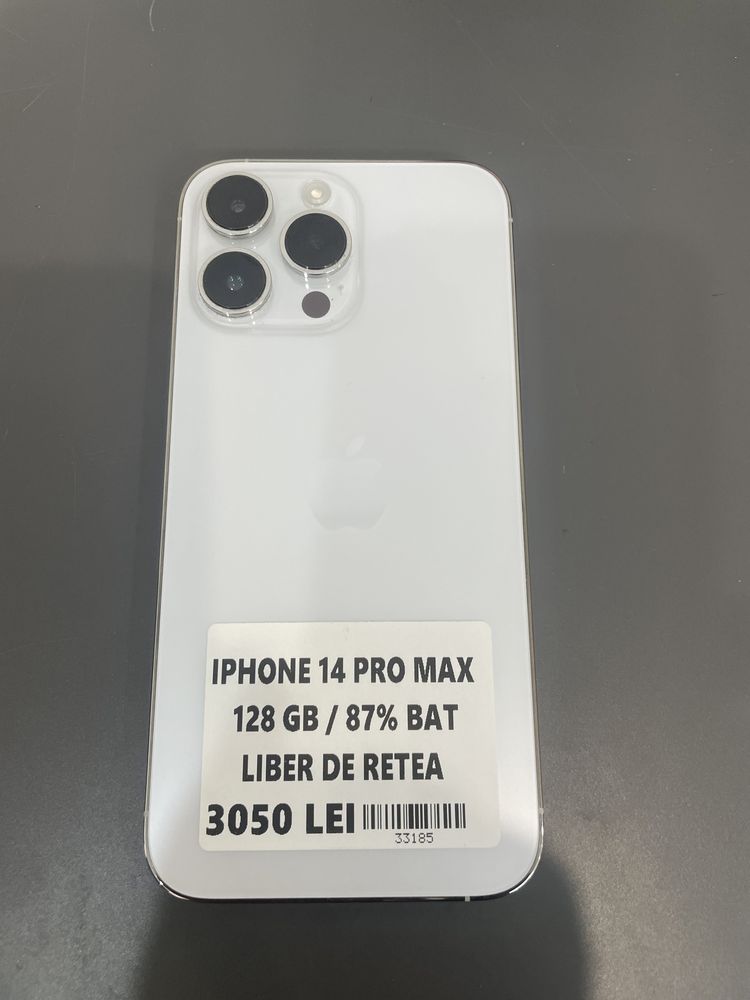 IPHONE 14 PRO MAX
128 GB / 87% BAT
LIBER DE RETEA
3050 LEI
33185